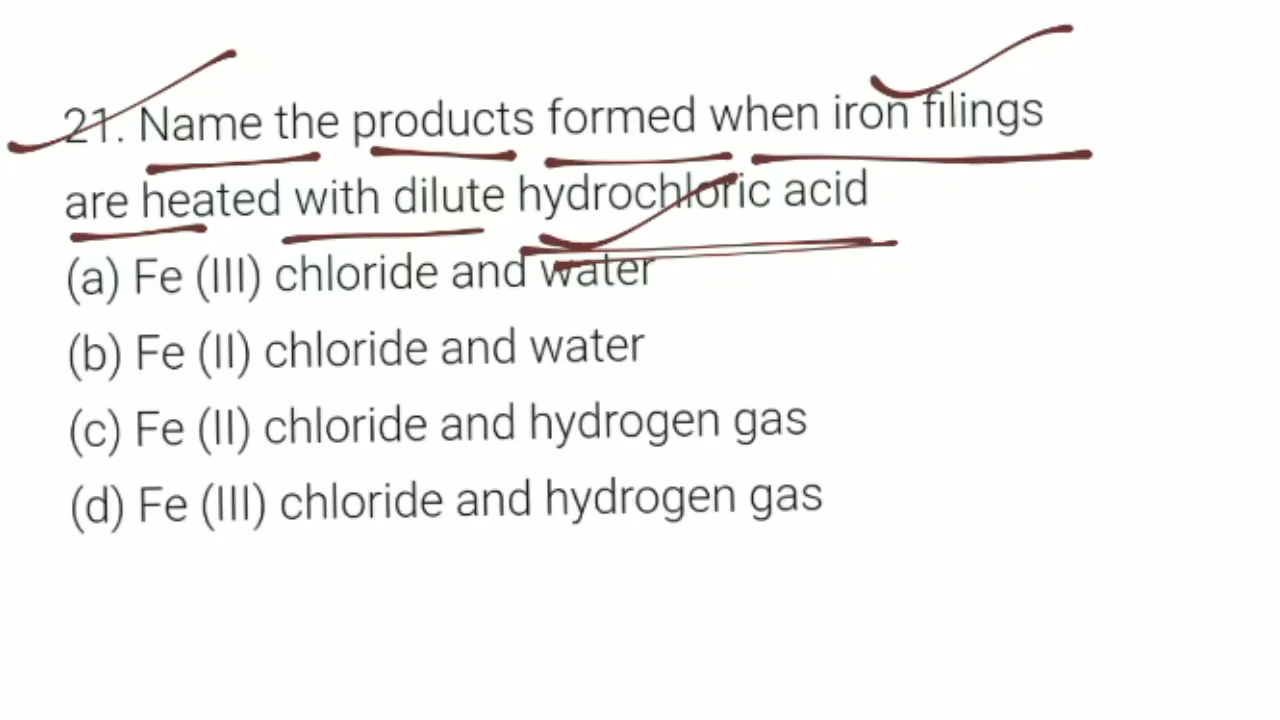 21. Name the products formed when iron filings
are heated with dilute hydrochloric acid
(a) Fe (III) chloride and water
(b) Fe (II) chloride and water
(c) Fe (II) chloride and hydrogen gas
(d) Fe (III) chloride and hydrogen gas